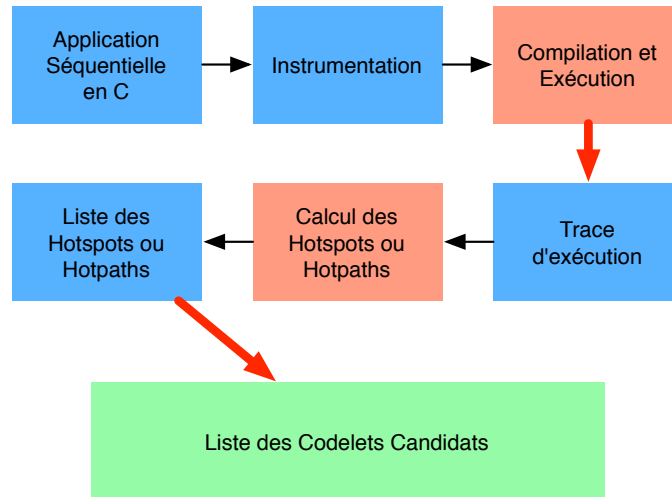 Application
Séquentielle
en C
Instrumentation
Compilation et
Exécution
Liste des
Hotspots ou
Hotpaths
Calcul des
Hotspots ou
Hotpaths
Trace
d'exécution
Liste des Codelets Candidats